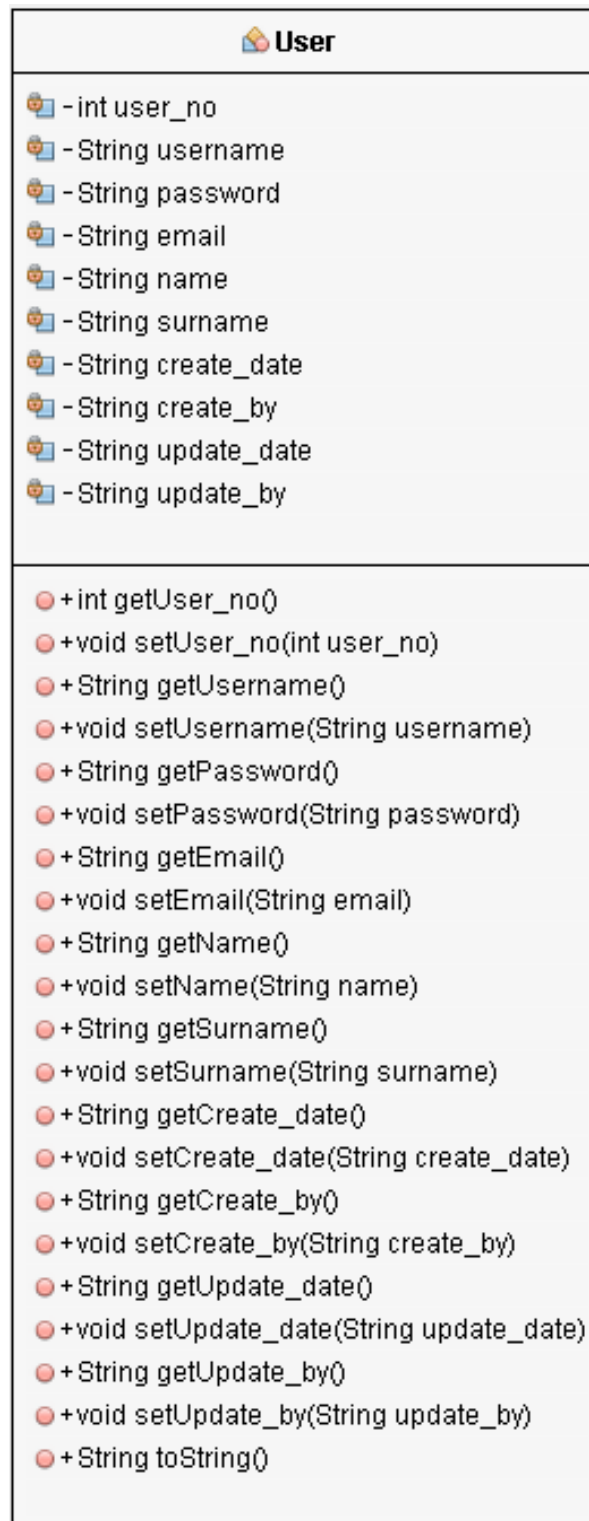 User
-int user_no
-String username
-String password
-String email
-String name
-String surname
-String create_date
-String create_by
-String update_date
-String update_by
+int getUser_no()
+void setUser_no(int user_no)
+String getUsername()
+void setUsername(String username)
+String getPassword()
+void setPassword(String password)
+String getEmail()
+void setEmail(String email)
+String getName()
+void setName(String name)
+String getSurname()
+void setSurname(String surname)
+String getCreate_date()
+void setCreate_date(String create_date)
+String getCreate_by()
+void setCreate_by(String create_by)
+String getUpdate_date()
+void setUpdate_date(String update_date)
+String getUpdate_by()
+void setUpdate_by(String update_by)
+String toString()